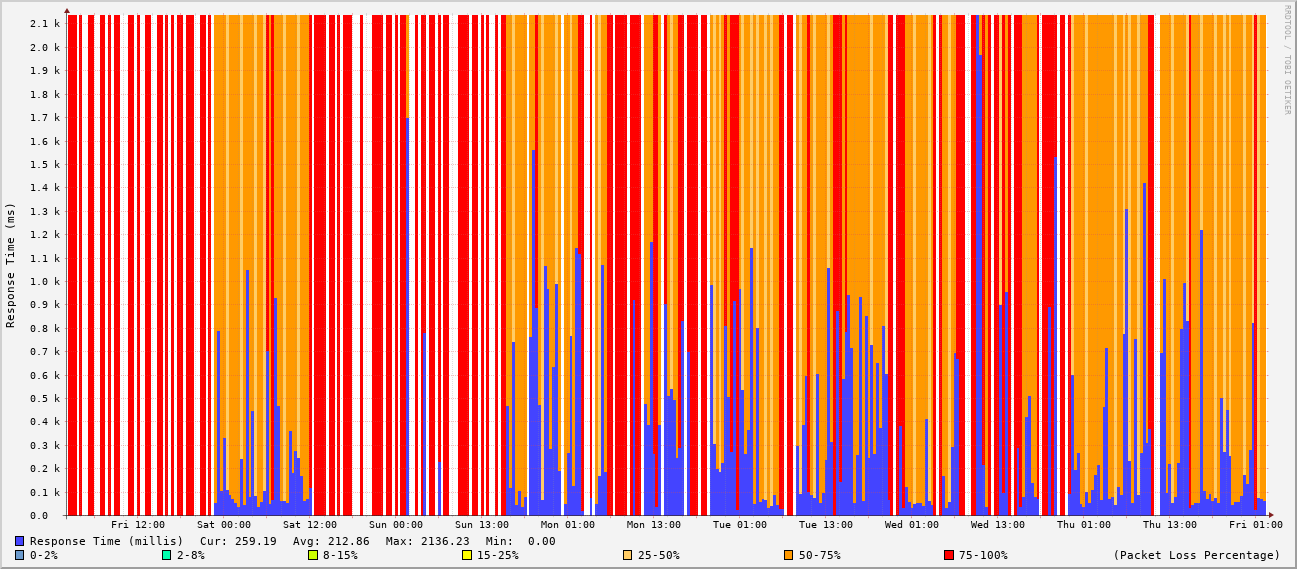 2.1 k
2.0 k
1.9 k
1.8 k
1.7 k
1.6 k
1.5 k
1.4 k
1.3 k
1.2 k
1.1 k
1.0 k
0.9 k
0.8 k
0.7 k
0.6 k
0.5 k
0.4 k
0.3 k
0.2 k
0.1 k
0.0
Response Time (ms)
RRDTOOL / TOBI OETIKER
Fri 12:00 Sat 00:00 Sat 12:00 Sun 00:00 Sun 13:00 Mon 01:00 Mon 13:00 Tue 01:00 Tue 13:00 Wed 01:00 Wed 13:00 Thu 01:00 Thu 13:00 Fri 01:00
Response Time (millis) Cur: 259.19 Avg: 212.86 Max: 2136.23 Min: 0.00
0-2% 2-8% 8-15% 15-25% 25-50% 50-75% 75-100% (Packet Loss Percentage)